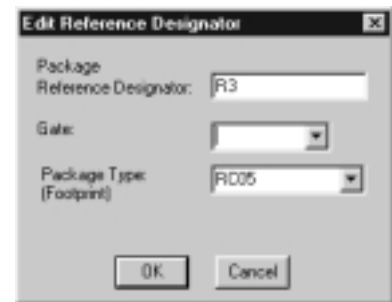 Edit Reference Designator
Package
Reference Designator: R3
Gate:
Package Type: RC05
(Footprint)
OK Cancel